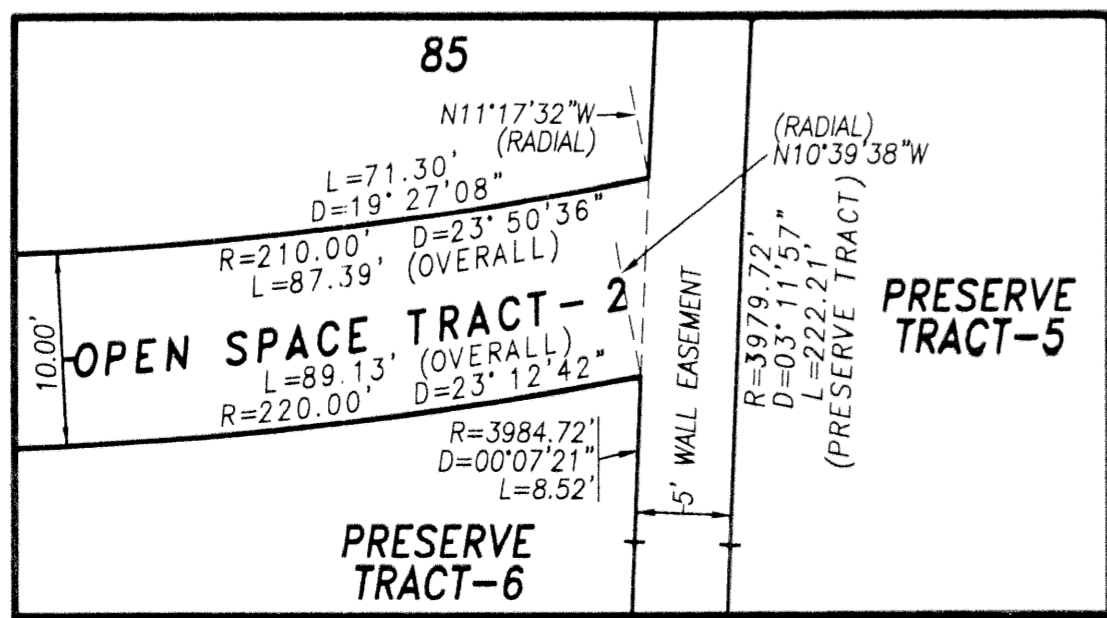 85
N11°17'32"W
(RADIAL)
(RADIAL)
N10°39'38"W
L=71.30'
D=19°27'08"
R=210.00' D=23°50'36"
L=87.39' (OVERALL)
10.00'
OPEN SPACE TRACT-2
L=89.13' (OVERALL)
R=220.00' D=23°12'42"
R=3984.72'
D=00°07'21"
L=8.52'
5' WALL EASEMENT
R=3979.72'
D=03°11'57"
L=222.21'
(PRESERVE TRACT)
PRESERVE
TRACT-5
PRESERVE
TRACT-6